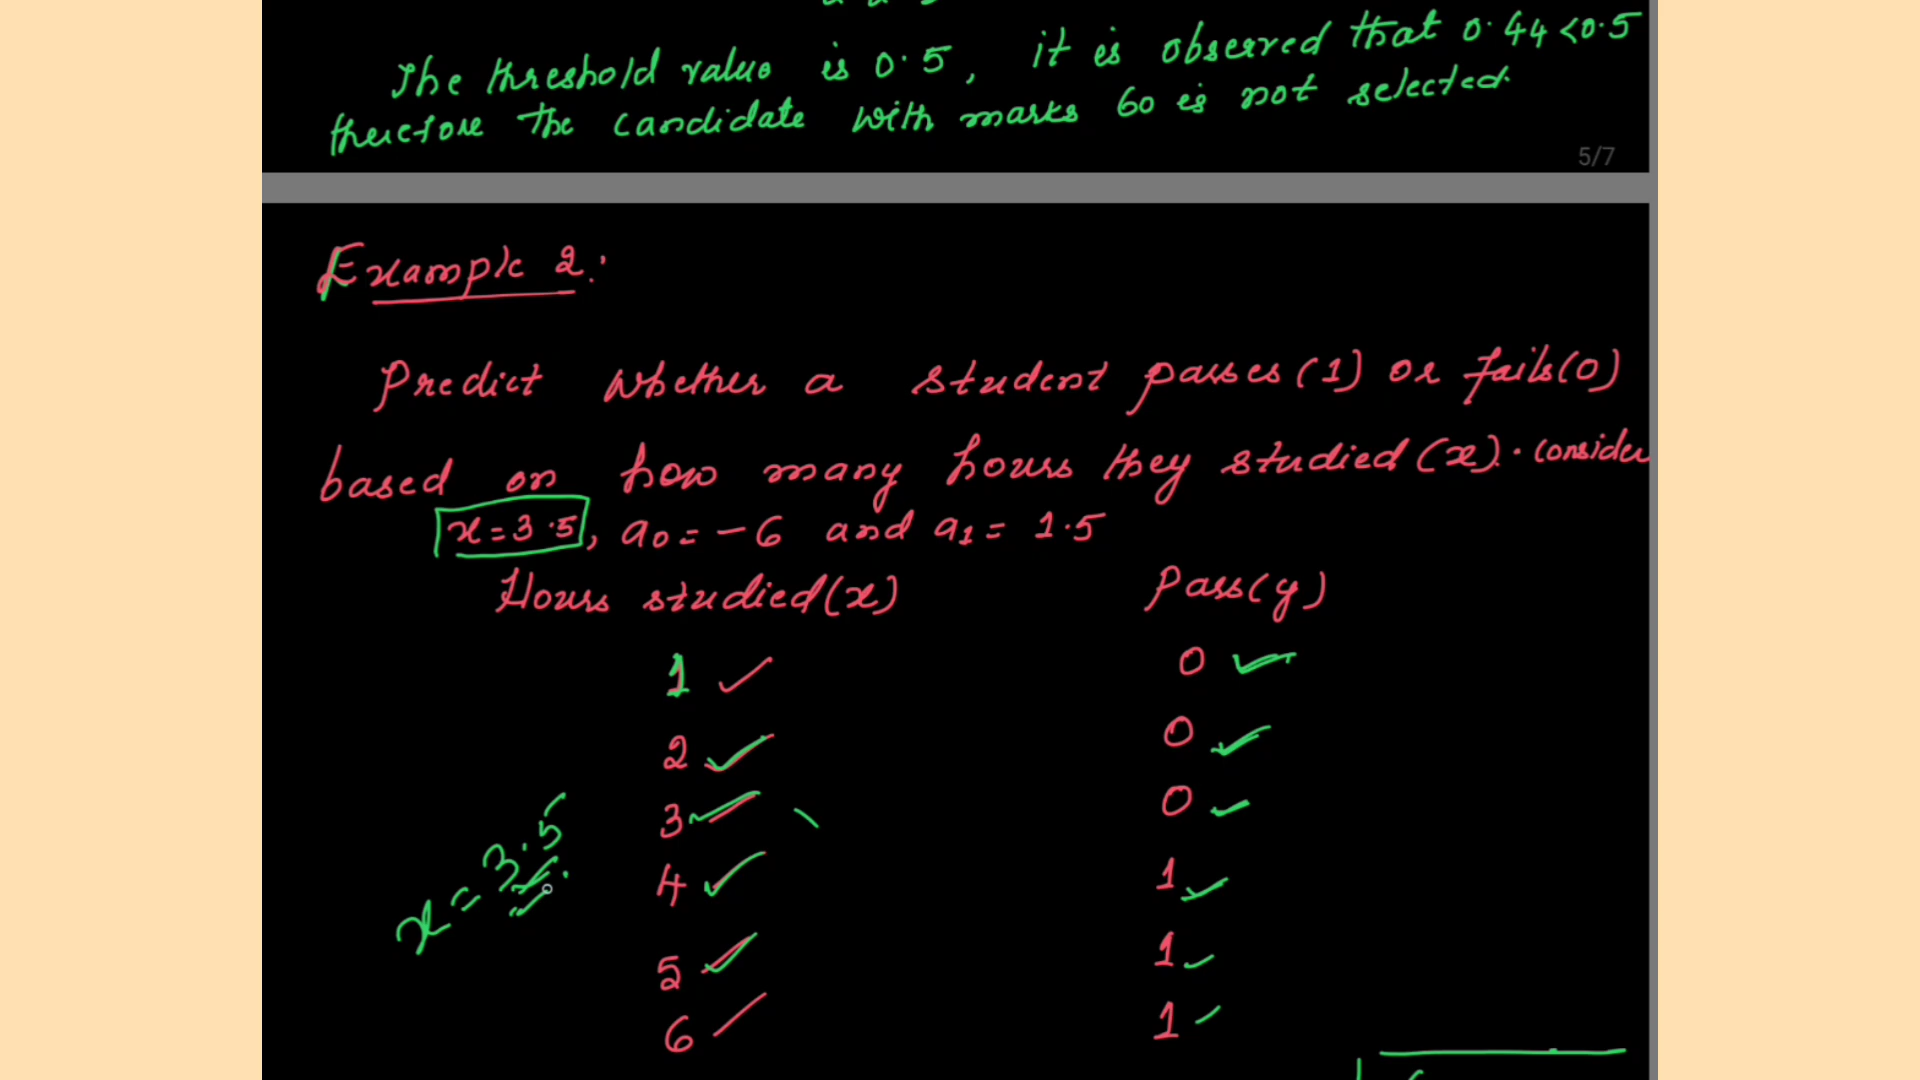 The threshold value is 0.5, it is observed that 0.44<0.5
therefore the candidate with marks 60 is not selected.
5/7
Example 2:
Predict whether a student passes(1) or fails(0)
based on how many hours they studied(x). consider
x=3.5, a0=-6 and a1= 1.5
Hours studied(x) Pass(y)
1 0
2 0
3 0
x=3.5
4 1
5 1
6 1